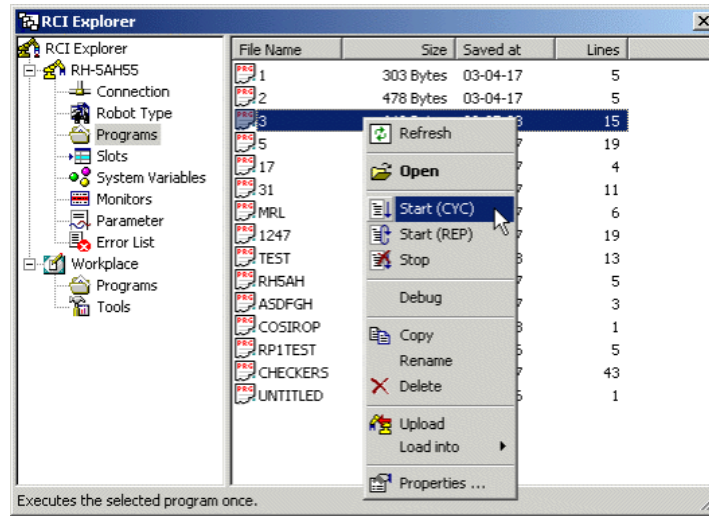 RCI Explorer
RCI Explorer
RH-5AH55
Connection
Robot Type
Programs
Slots
System Variables
Monitors
Parameter
Error List
Workplace
Programs
Tools
File Name Size Saved at Lines
1 303 Bytes 03-04-17 5
2 478 Bytes 03-04-17 5
3 15
5 19
17 4
31 11
MRL 6
1247 19
TEST 13
RH5AH 5
ASDFGH 3
COSIROP 1
RP1TEST 5
CHECKERS 43
UNTITLED 1
Refresh
Open
Start (CYC)
Start (REP)
Stop
Debug
Copy
Rename
Delete
Upload
Load into
Properties ...
Executes the selected program once.